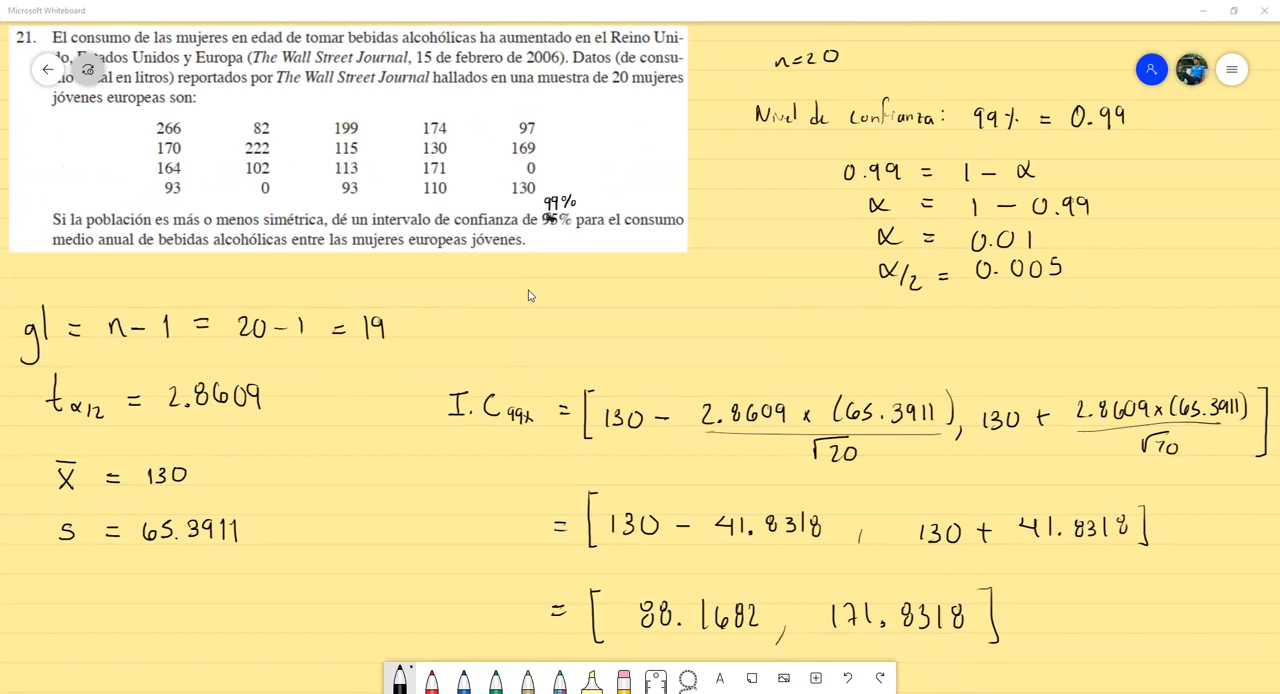 Microsoft Whiteboard
21. El consumo de las mujeres en edad de tomar bebidas alcohólicas ha aumentado en el Reino Uni-
do, Estados Unidos y Europa (The Wall Street Journal, 15 de febrero de 2006). Datos (de consu-
mo anual en litros) reportados por The Wall Street Journal hallados en una muestra de 20 mujeres
jóvenes europeas son:
266 82 199 174 97
170 222 115 130 169
164 102 113 171 0
93 0 93 110 130
99%
Si la población es más o menos simétrica, dé un intervalo de confianza de 95% para el consumo
medio anual de bebidas alcohólicas entre las mujeres europeas jóvenes.
n=20
Nivel de confianza: 99% = 0.99
0.99 = 1 - α
α = 1 - 0.99
α = 0.01
α/2 = 0.005
gl = n - 1 = 20 - 1 = 19
t α/2 = 2.8609
X̅ = 130
s = 65.3911
I.C 99% = [130 - 2.8609 × (65.3911) / √20 , 130 + 2.8609 × (65.3911) / √20]
= [130 - 41.8318 , 130 + 41.8318]
= [88.1682 , 171.8318]
A